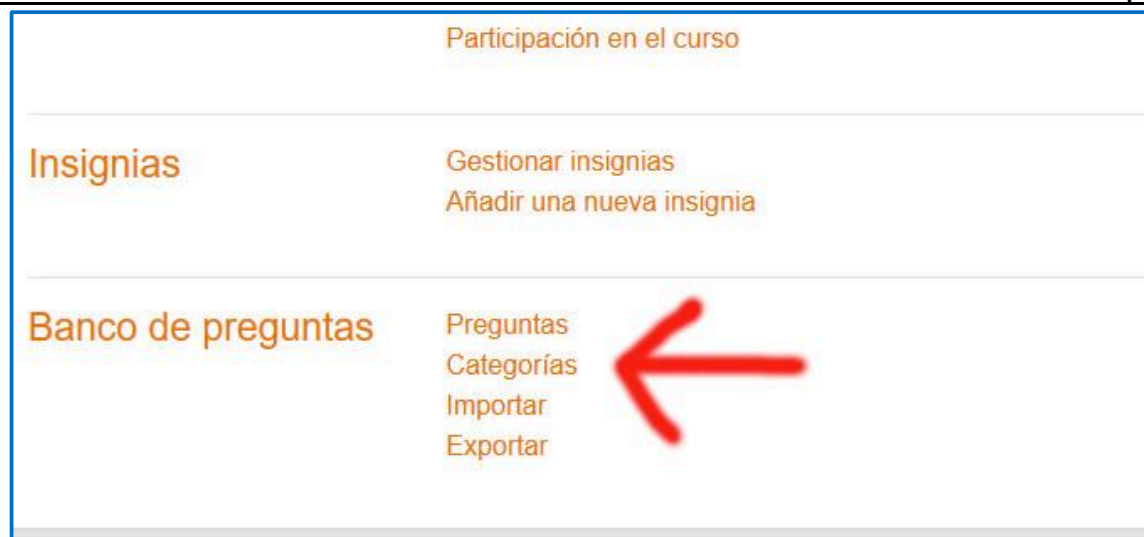 Participación en el curso
Insignias
Gestionar insignias
Añadir una nueva insignia
Banco de preguntas
Preguntas
Categorías
Importar
Exportar